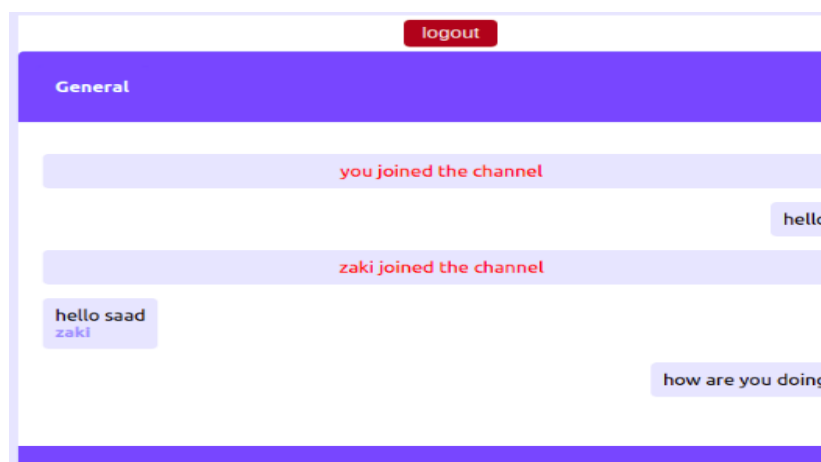 logout
General
you joined the channel
hello
zaki joined the channel
hello saad
zaki
how are you doing